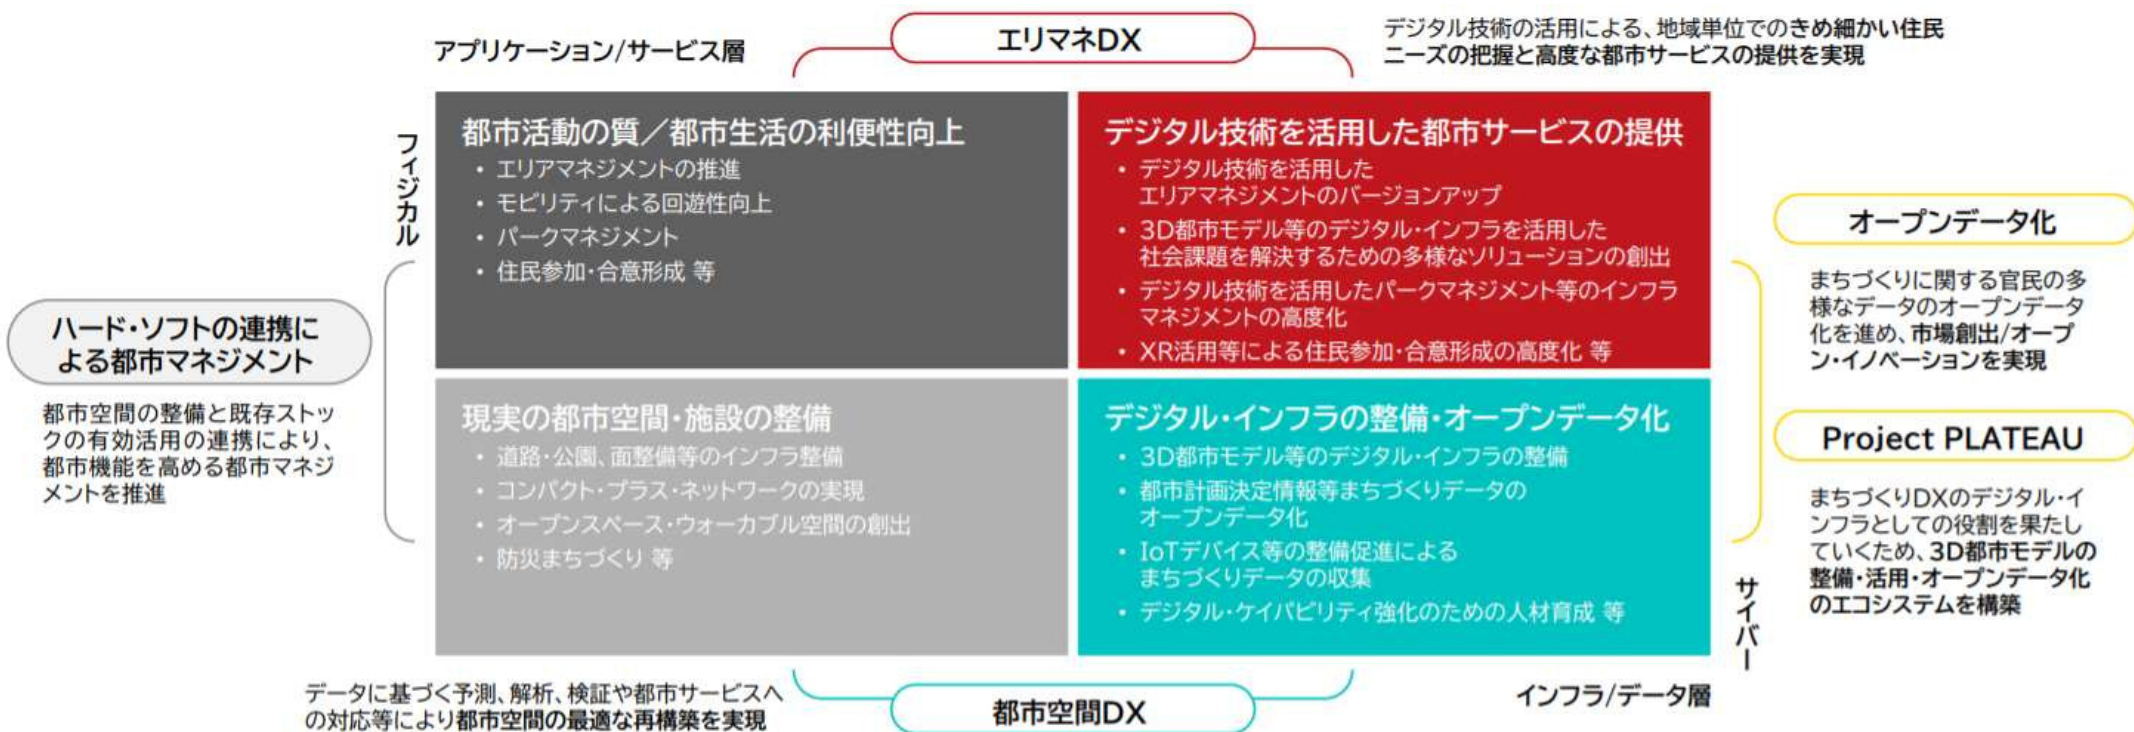 アプリケーション/サービス層
エリマネDX
デジタル技術の活用による、地域単位でのきめ細かい住民
ニーズの把握と高度な都市サービスの提供を実現
フィジカル
都市活動の質／都市生活の利便性向上
・ エリアマネジメントの推進
・ モビリティによる回遊性向上
・ パークマネジメント
・ 住民参加・合意形成 等
デジタル技術を活用した都市サービスの提供
・ デジタル技術を活用した
エリアマネジメントのバージョンアップ
・ 3D都市モデル等のデジタル・インフラを活用した
社会課題を解決するための多様なソリューションの創出
・ デジタル技術を活用したパークマネジメント等のインフラ
マネジメントの高度化
・ XR活用等による住民参加・合意形成の高度化 等
ハード・ソフトの連携に
よる都市マネジメント
都市空間の整備と既存ストッ
クの有効活用の連携により、
都市機能を高める都市マネジ
メントを推進
現実の都市空間・施設の整備
・ 道路・公園、面整備等のインフラ整備
・ コンパクト・プラス・ネットワークの実現
・ オープンスペース・ウォーカブル空間の創出
・ 防災まちづくり 等
デジタル・インフラの整備・オープンデータ化
・ 3D都市モデル等のデジタル・インフラの整備
・ 都市計画決定情報等まちづくりデータの
オープンデータ化
・ IoTデバイス等の整備促進による
まちづくりデータの収集
・ デジタル・ケイパビリティ強化のための人材育成 等
オープンデータ化
まちづくりに関する官民の多
様なデータのオープンデータ
化を進め、市場創出/オープ
ン・イノベーションを実現
Project PLATEAU
まちづくりDXのデジタル・イ
ンフラとしての役割を果たし
ていくため、3D都市モデルの
整備・活用・オープンデータ化
のエコシステムを構築
サイバー
データに基づく予測、解析、検証や都市サービスへ
の対応等により都市空間の最適な再構築を実現
都市空間DX
インフラ/データ層